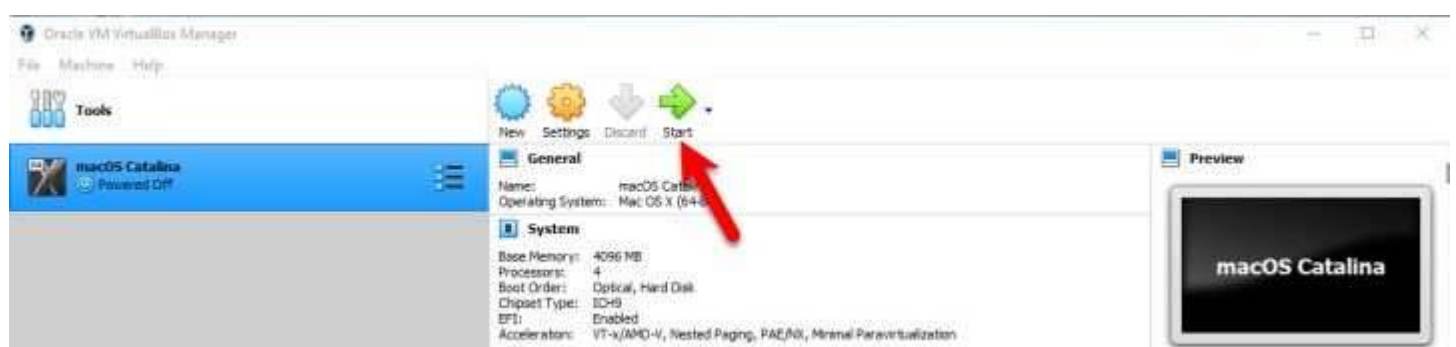 Oracle VM VirtualBox Manager
File Machine Help
Tools
New Settings Discard Start
macOS Catalina
Powered Off
General
Name: macOS
Operating System: Mac OS X
System
Base Memory: 4096 MB
Processors: 4
Boot Order: Optical, Hard Disk
Chipset Type: ICH9
EFI: Enabled
Acceleration: VT-x/AMD-V, Nested Paging, PAE/NX, Minimal Paravirtualization
Preview
macOS Catalina